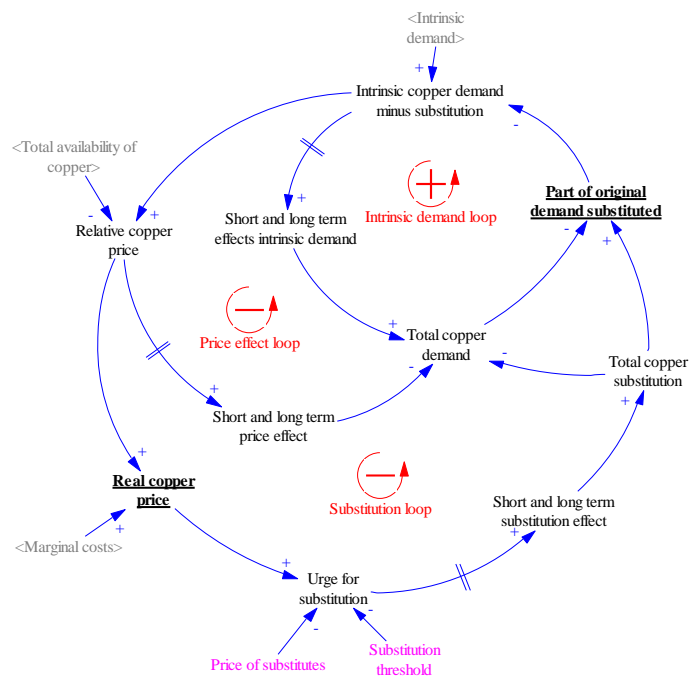 <Intrinsic
demand>
+
Intrinsic copper demand
minus substitution
-
<Total availability of
copper>
Part of original
demand substituted
+
Short and long term
effects intrinsic demand
Intrinsic demand loop
-
+
Relative copper
price
-
+
Price effect loop
+
Total copper
demand
-
-
Total copper
substitution
+
+
Short and long term
price effect
+
Real copper
price
Substitution loop
Short and long term
substitution effect
+
+
<Marginal costs>
+
Urge for
substitution
-
-
Price of substitutes
Substitution
threshold